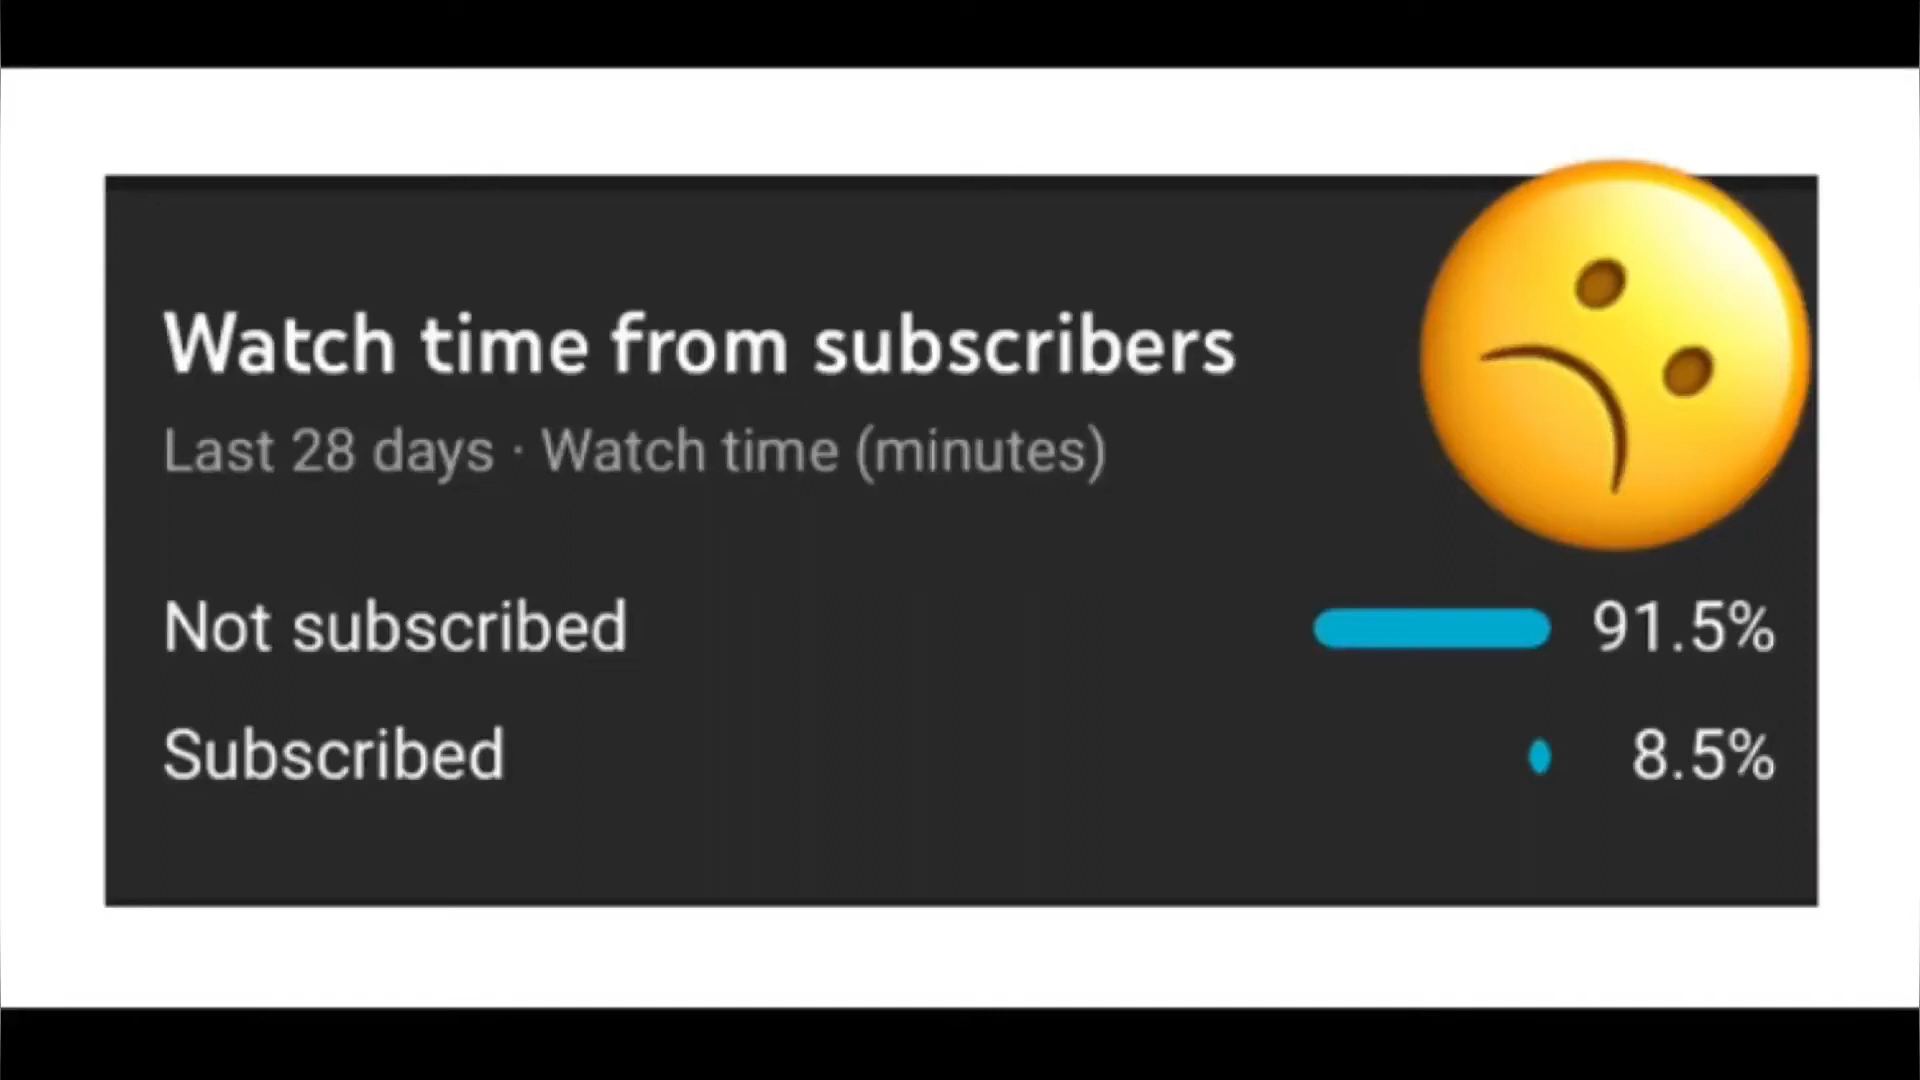 Watch time from subscribers
Last 28 days · Watch time (minutes)
Not subscribed 91.5%
Subscribed 8.5%